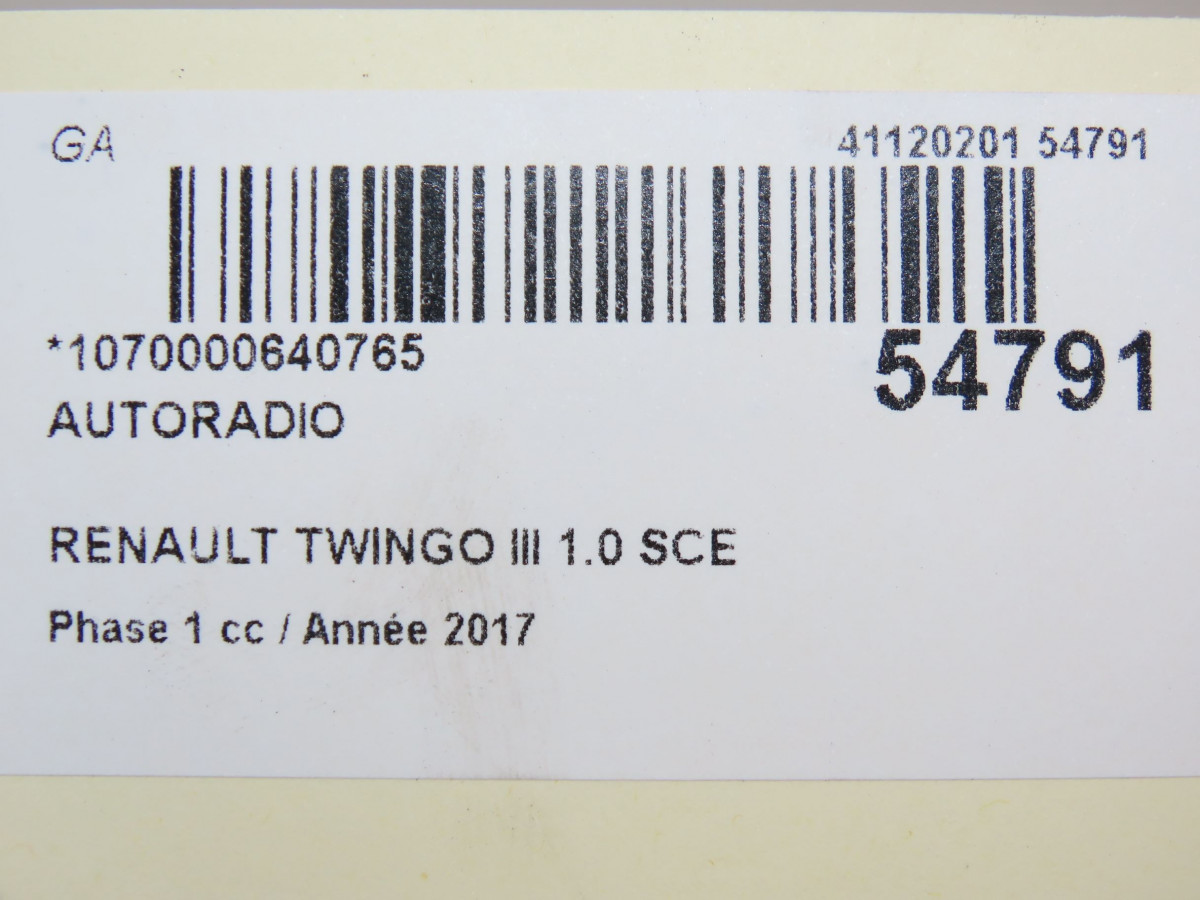 GA 41120201 54791
*1070000640765 54791
AUTORADIO
RENAULT TWINGO III 1.0 SCE
Phase 1 cc / Année 2017